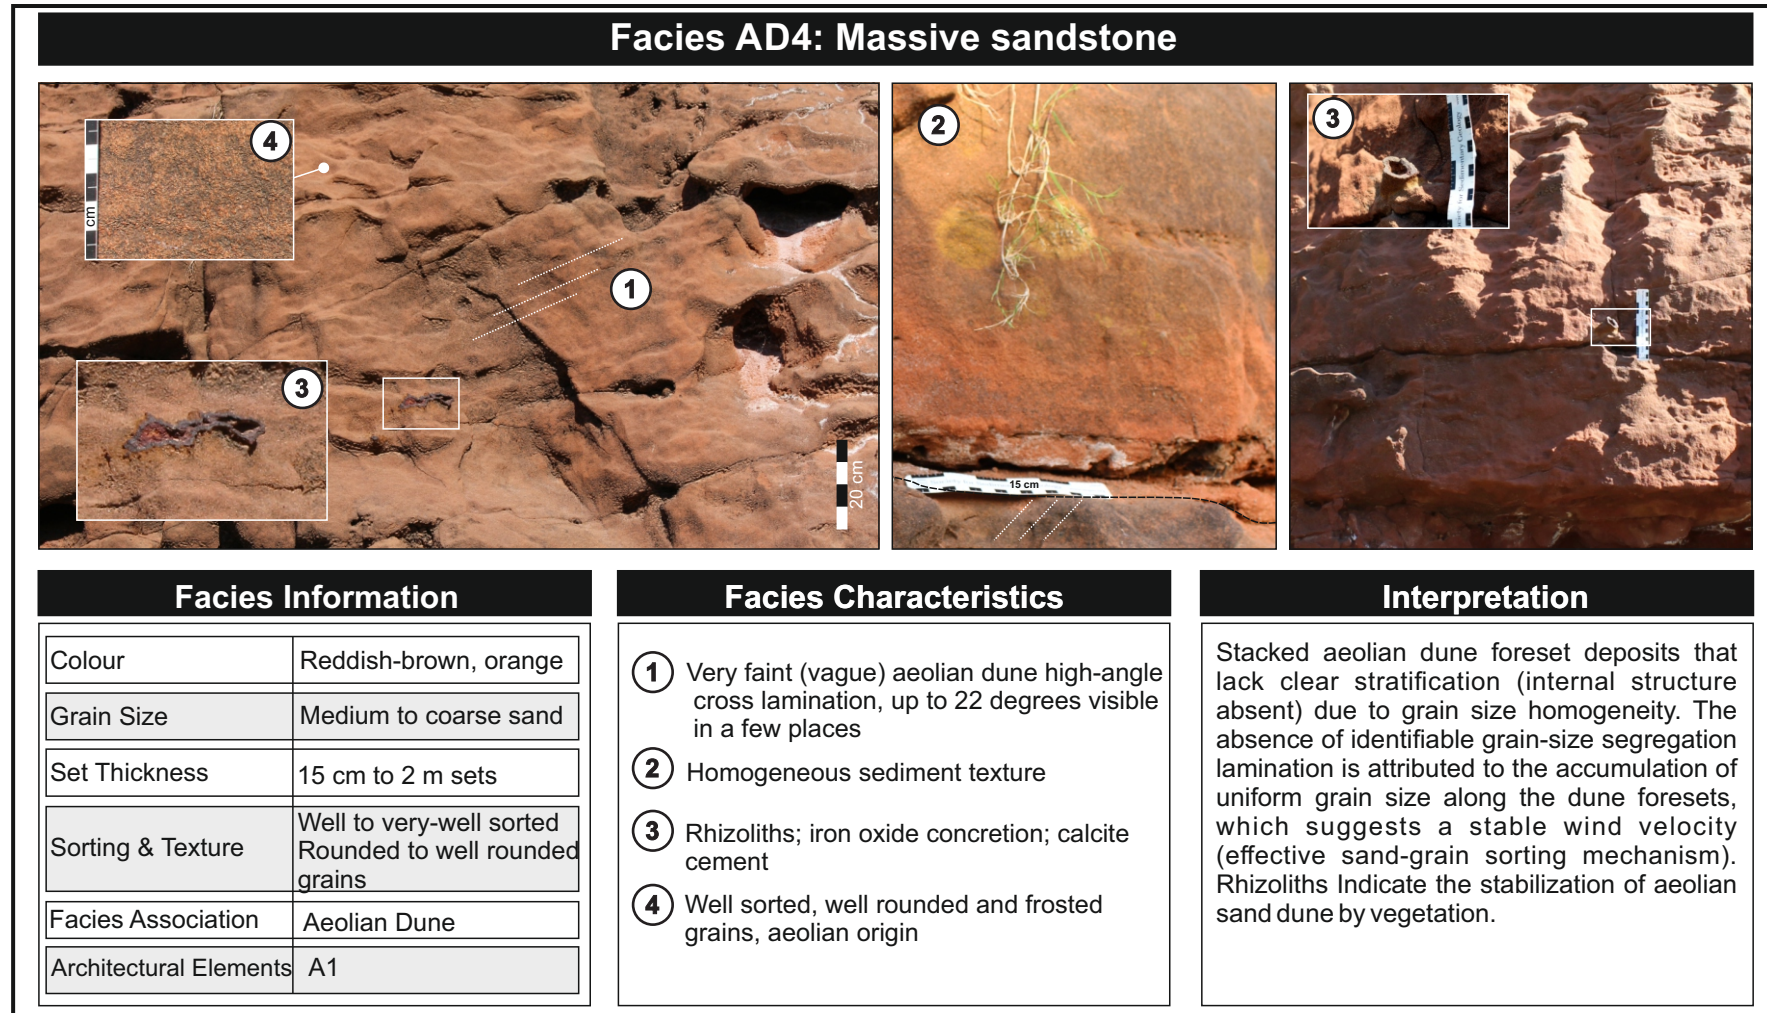 Facies AD4: Massive sandstone
4
cm
1
3
20 cm
2
15 cm
3
Facies Information
Colour
Reddish-brown, orange
Grain Size
Medium to coarse sand
Set Thickness
15 cm to 2 m sets
Sorting & Texture
Well to very-well sorted
Rounded to well rounded
grains
Facies Association
Aeolian Dune
Architectural Elements
A1
Facies Characteristics
1
Very faint (vague) aeolian dune high-angle
cross lamination, up to 22 degrees visible
in a few places
2
Homogeneous sediment texture
3
Rhizoliths; iron oxide concretion; calcite
cement
4
Well sorted, well rounded and frosted
grains, aeolian origin
Interpretation
Stacked aeolian dune foreset deposits that
lack clear stratification (internal structure
absent) due to grain size homogeneity. The
absence of identifiable grain-size segregation
lamination is attributed to the accumulation of
uniform grain size along the dune foresets,
which suggests a stable wind velocity
(effective sand-grain sorting mechanism).
Rhizoliths Indicate the stabilization of aeolian
sand dune by vegetation.